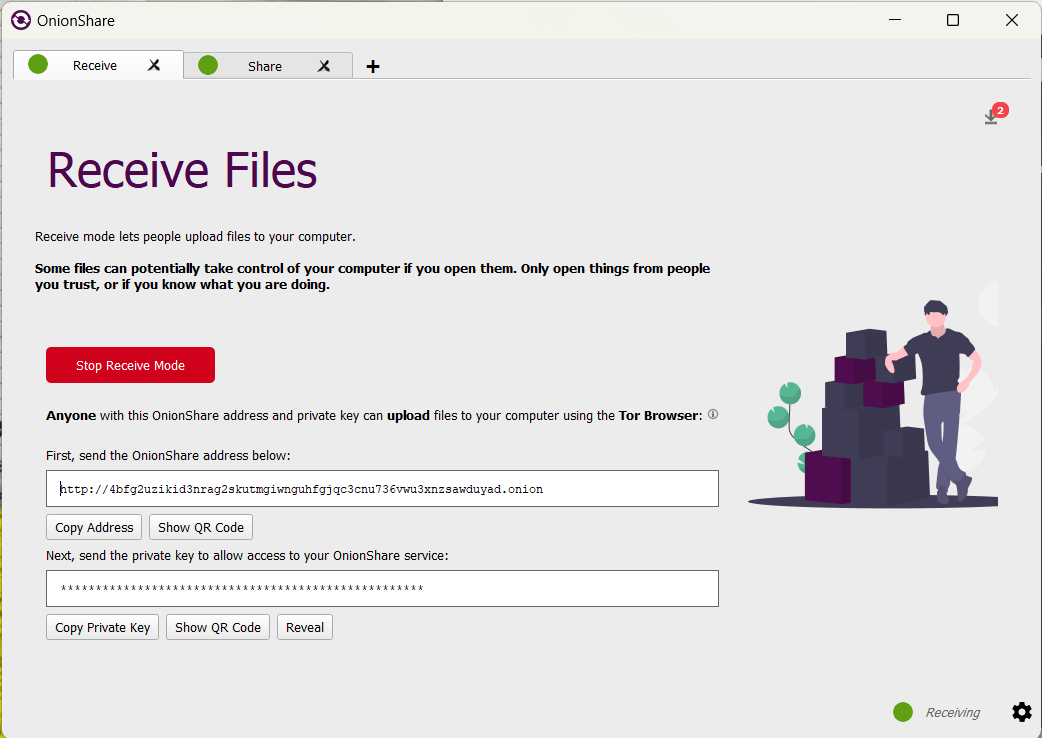 OnionShare
Receive
Share
2
Receive Files
Receive mode lets people upload files to your computer.
Some files can potentially take control of your computer if you open them. Only open things from people
you trust, or if you know what you are doing.
Stop Receive Mode
Anyone with this OnionShare address and private key can upload files to your computer using the Tor Browser:
First, send the OnionShare address below:
http://4bfg2uzikid3nrag2skutmgiwnguhfgjqc3cnu736vwu3xnzsawduyad.onion
Copy Address Show QR Code
Next, send the private key to allow access to your OnionShare service:
****************************************************
Copy Private Key Show QR Code Reveal
Receiving